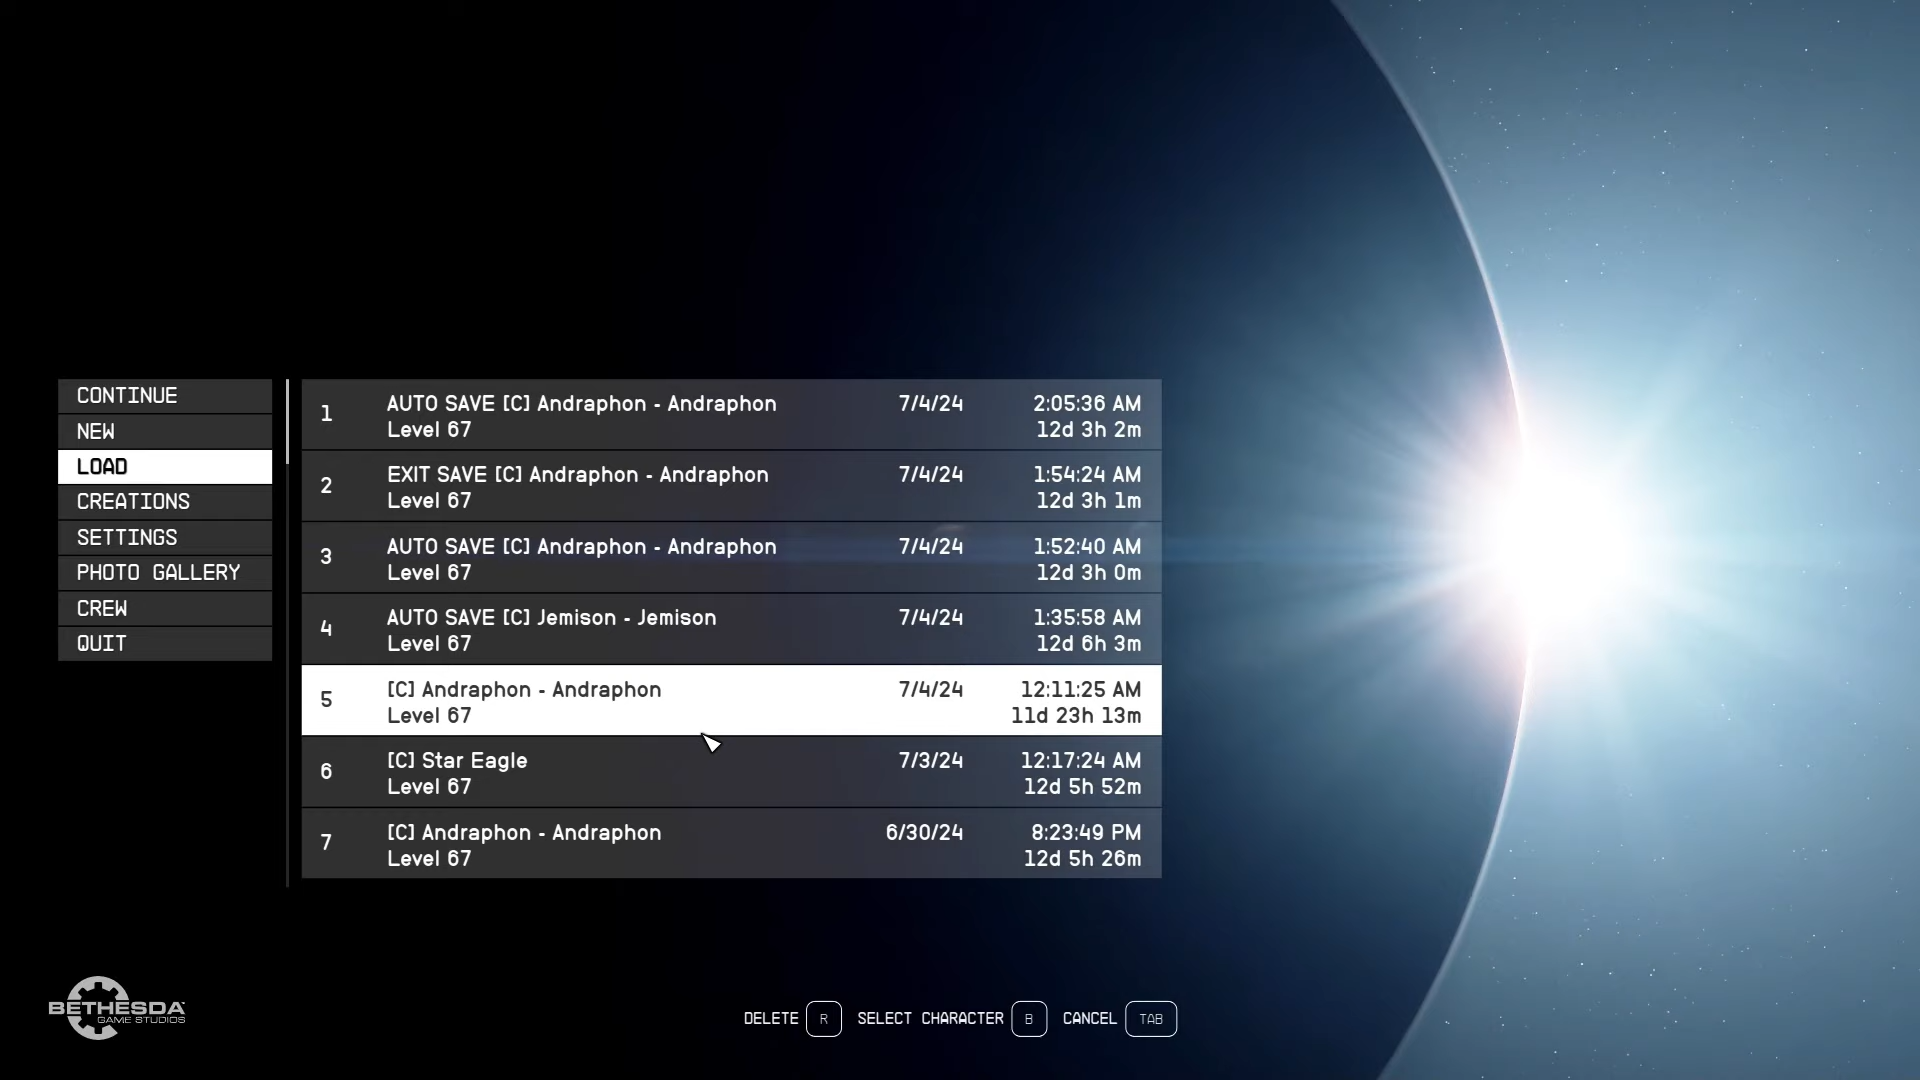 CONTINUE
NEW
LOAD
CREATIONS
SETTINGS
PHOTO GALLERY
CREW
QUIT
1 AUTO SAVE [C] Andraphon - Andraphon 7/4/24 2:05:36 AM
Level 67 12d 3h 2m
2 EXIT SAVE [C] Andraphon - Andraphon 7/4/24 1:54:24 AM
Level 67 12d 3h 1m
3 AUTO SAVE [C] Andraphon - Andraphon 7/4/24 1:52:40 AM
Level 67 12d 3h 0m
4 AUTO SAVE [C] Jemison - Jemison 7/4/24 1:35:58 AM
Level 67 12d 6h 3m
5 [C] Andraphon - Andraphon 7/4/24 12:11:25 AM
Level 67 11d 23h 13m
6 [C] Star Eagle 7/3/24 12:17:24 AM
Level 67 12d 5h 52m
7 [C] Andraphon - Andraphon 6/30/24 8:23:49 PM
Level 67 12d 5h 26m
BETHESDA
GAME STUDIOS
DELETE R SELECT CHARACTER B CANCEL TAB